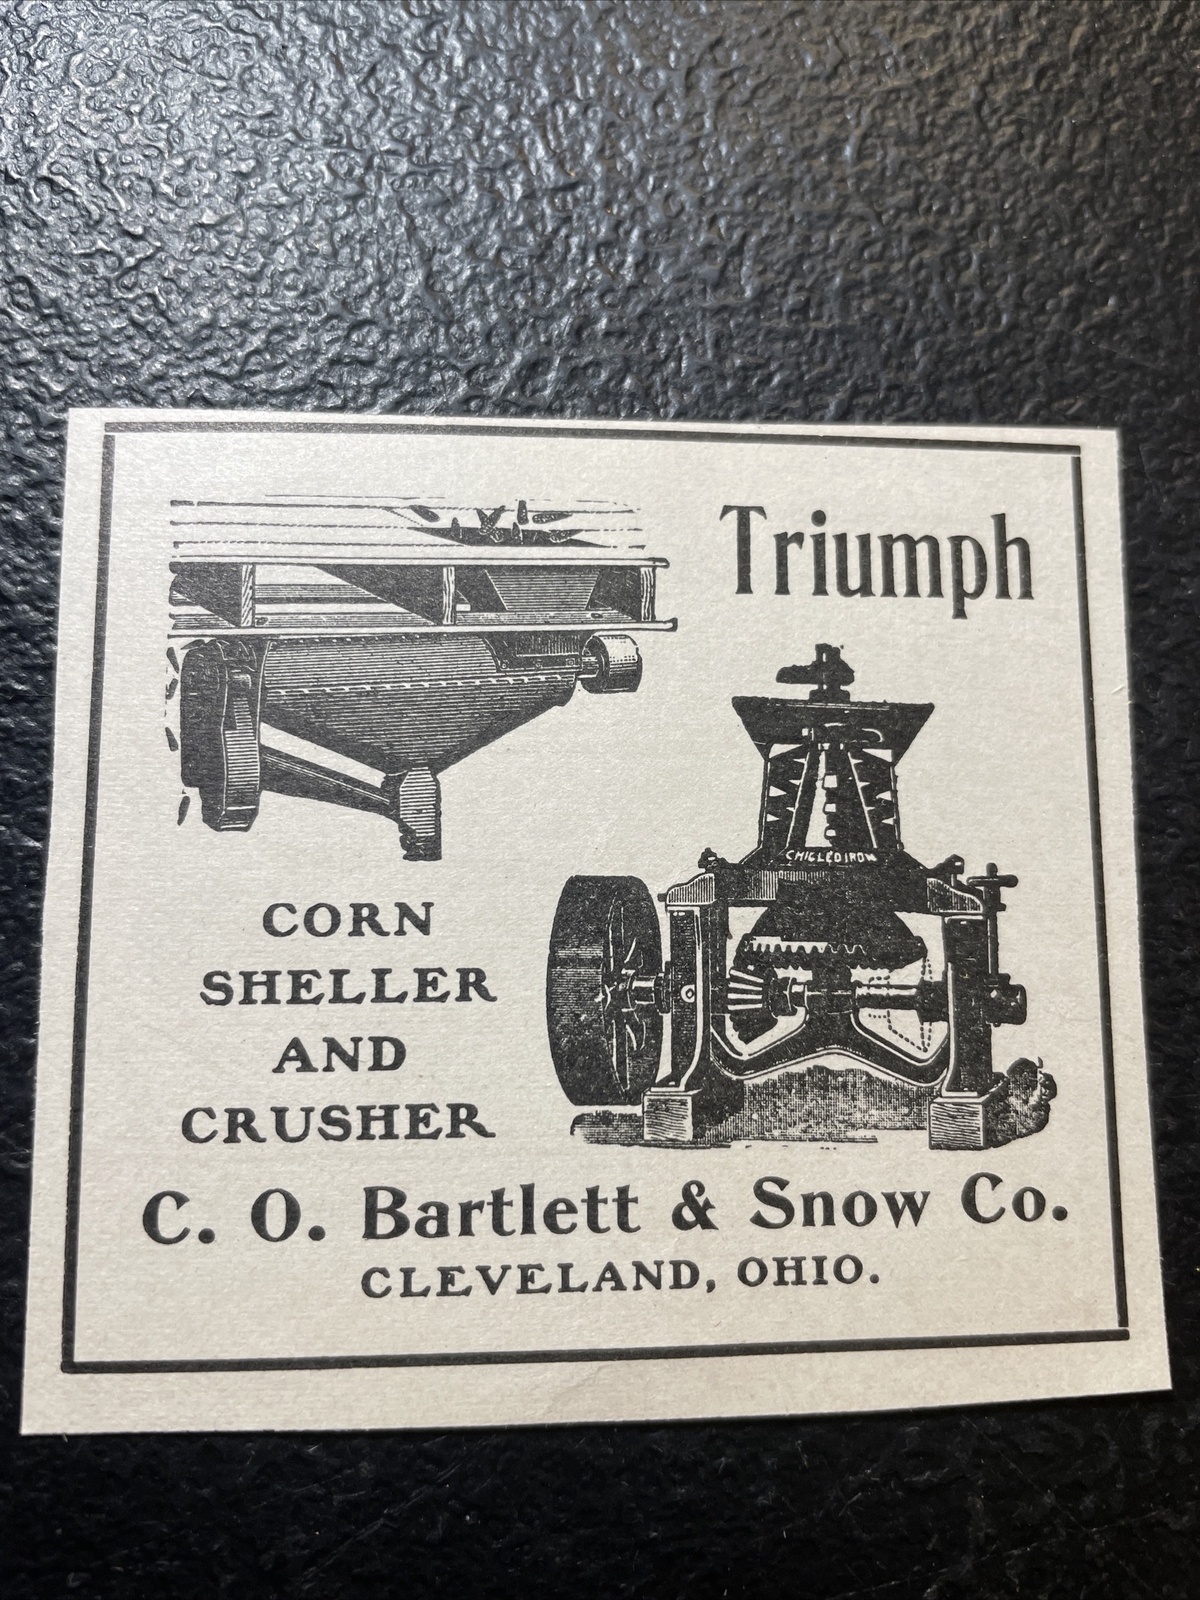 Triumph
CHILLED IRON
CORN
SHELLER
AND
CRUSHER
C. O. Bartlett & Snow Co.
CLEVELAND, OHIO.